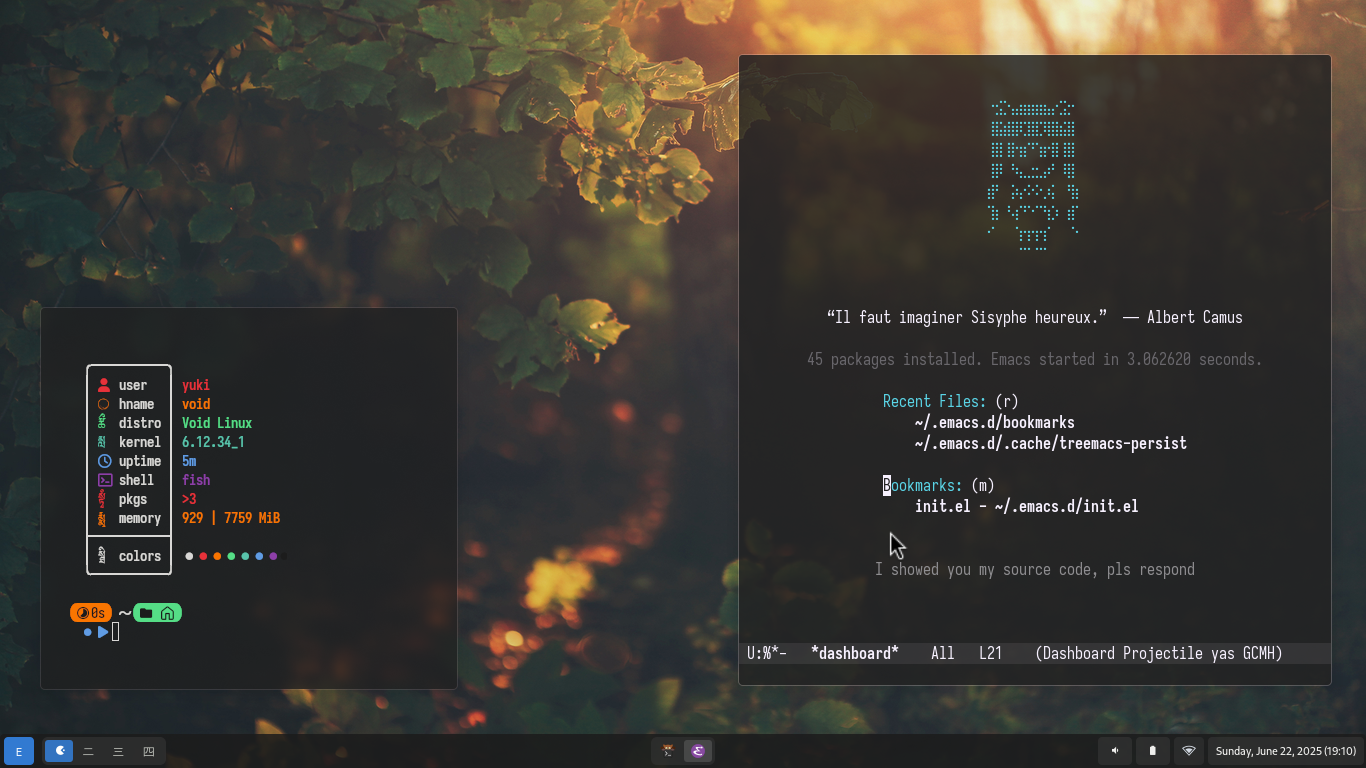 user yuki
hname void
distro Void Linux
kernel 6.12.34_1
uptime 5m
shell fish
pkgs >3
memory 929 | 7759 MiB
colors
0s ~
“Il faut imaginer Sisyphe heureux.” — Albert Camus
45 packages installed. Emacs started in 3.062620 seconds.
Recent Files: (r)
~/.emacs.d/bookmarks
~/.emacs.d/.cache/treemacs-persist
Bookmarks: (m)
init.el - ~/.emacs.d/init.el
I showed you my source code, pls respond
U:%*- *dashboard* All L21 (Dashboard Projectile yas GCMH)
E 二 三 四 Sunday, June 22, 2025 (19:10)